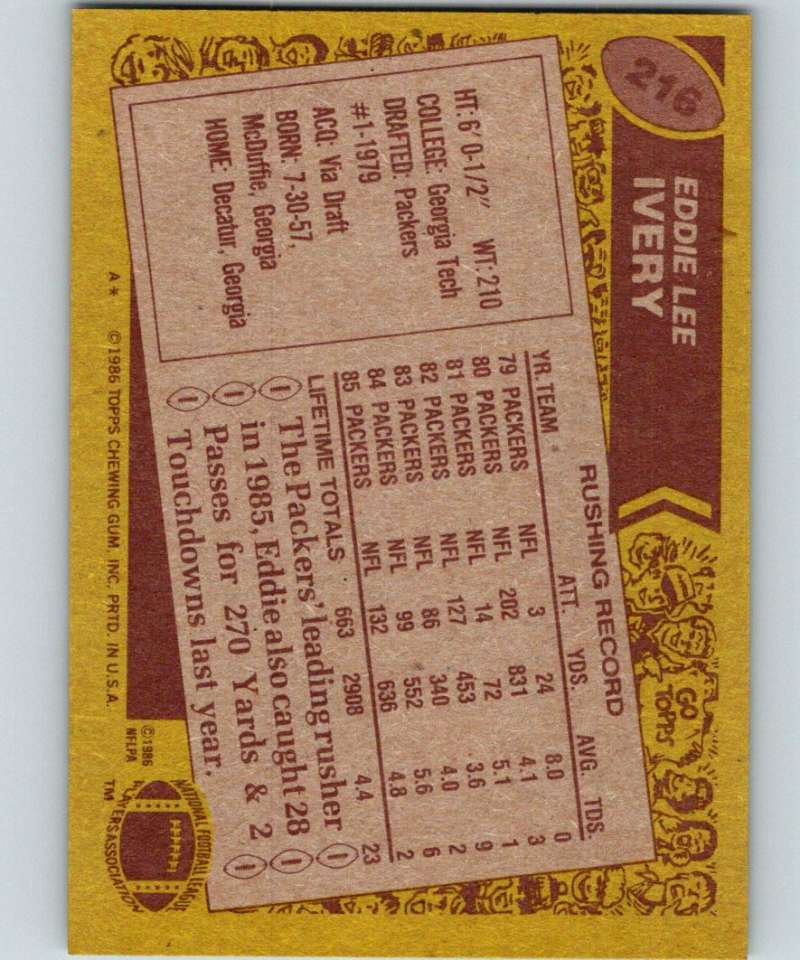 216
EDDIE LEE
IVERY
GO
TOPPS
HT: 6' 0-1/2" WT: 210
COLLEGE: Georgia Tech
DRAFTED: Packers
#1-1979
ACQ: Via Draft
BORN: 7-30-57,
McDuffie, Georgia
HOME: Decatur, Georgia
RUSHING RECORD
YR. TEAM ATT. YDS. AVG. TDS.
79 PACKERS NFL 3 24 8.0 0
80 PACKERS NFL 202 831 4.1 3
81 PACKERS NFL 14 72 5.1 1
82 PACKERS NFL 127 453 3.6 9
83 PACKERS NFL 86 340 4.0 2
84 PACKERS NFL 99 552 5.6 6
85 PACKERS NFL 132 636 4.8 2
LIFETIME TOTALS 663 2908 4.4 23
The Packers' leading rusher
in 1985, Eddie also caught 28
Passes for 270 Yards & 2
Touchdowns last year.
A* ©1986 TOPPS CHEWING GUM, INC. PRTD. IN U.S.A.
©1986
NFLPA
NATIONAL FOOTBALL LEAGUE
PLAYERS ASSOCIATION
TM